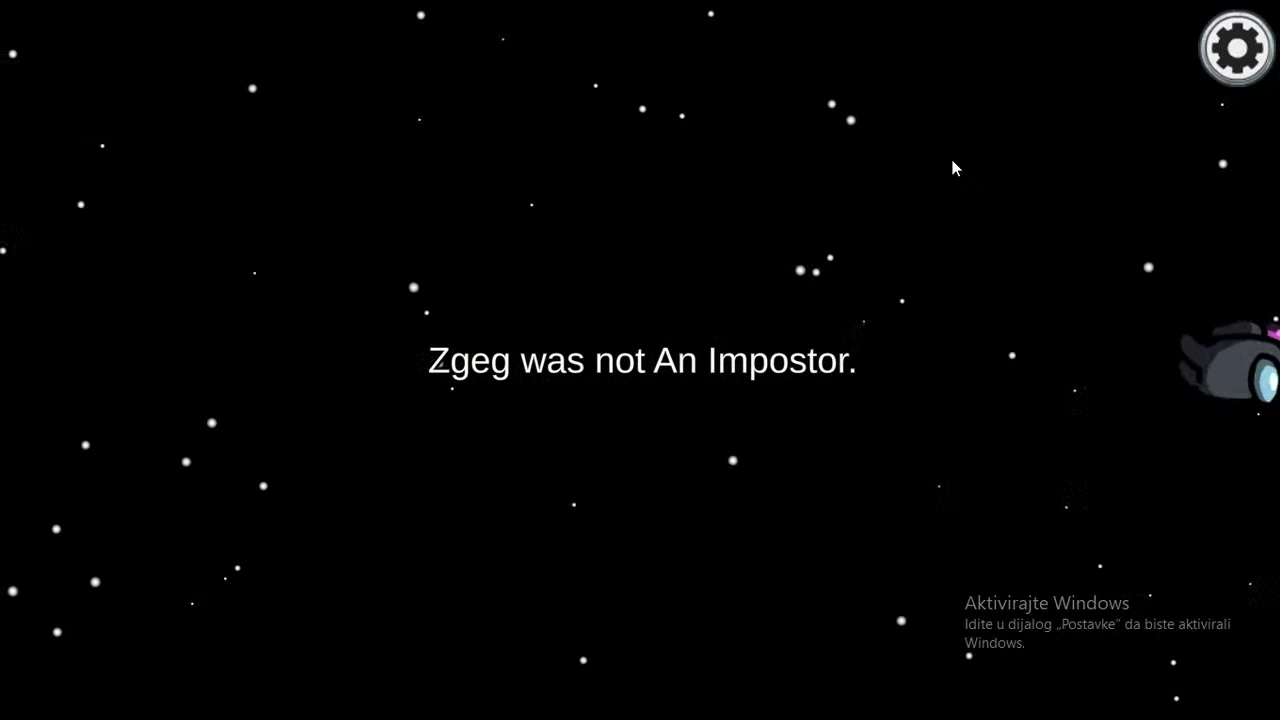 Zgeg was not An Impostor.
Aktivirajte Windows
Idite u dijalog „Postavke“ da biste aktivirali
Windows.